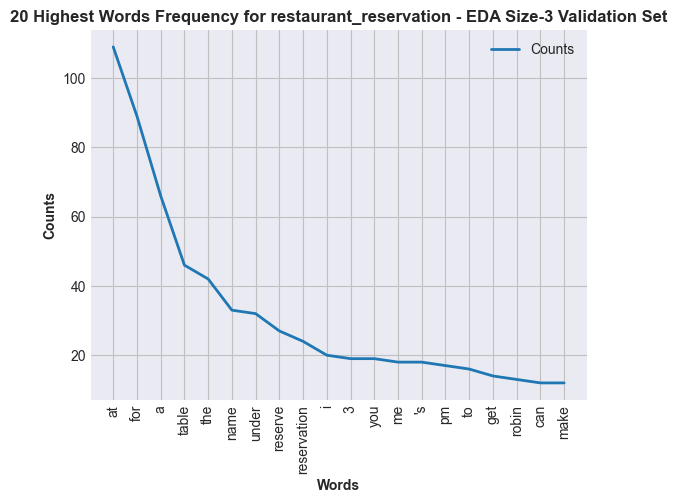 20 Highest Words Frequency for restaurant_reservation - EDA Size-3 Validation Set
Counts
100
80
60
40
20
Counts
at
for
a
table
the
name
under
reserve
reservation
i
3
you
me
's
pm
to
get
robin
can
make
Words